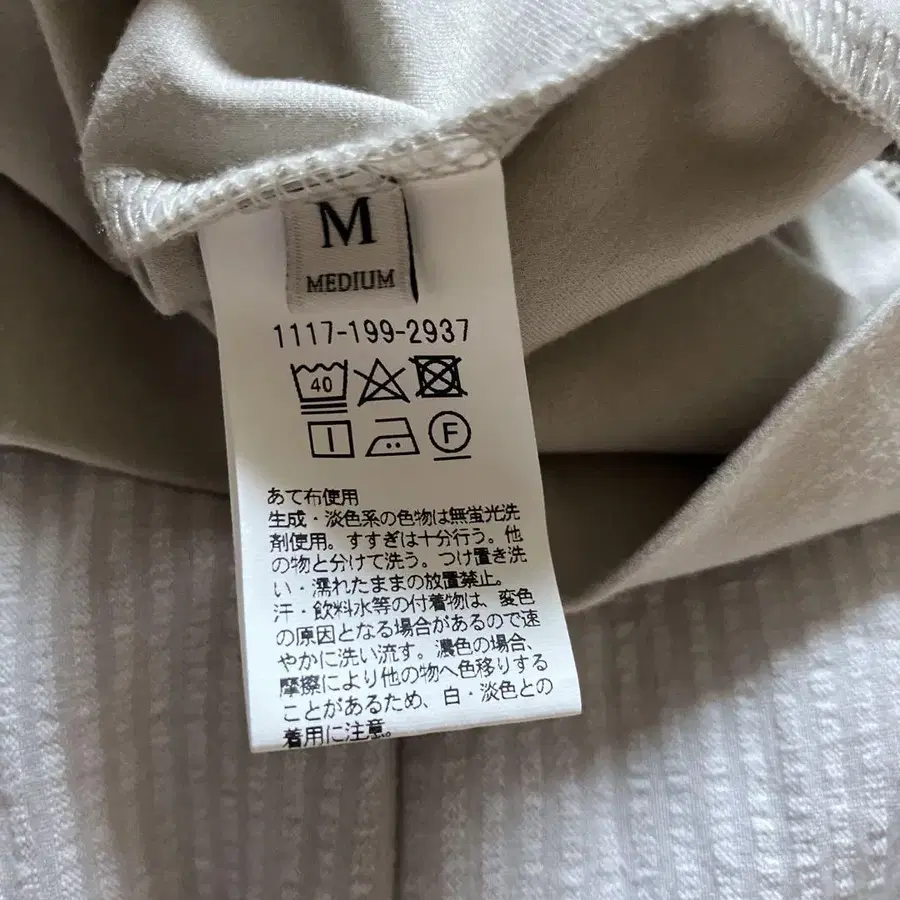 M
MEDIUM
1117-199-2937
40
F
あて布使用
生成・淡色系の色物は無蛍光洗
剤使用。すすぎは十分行う。他
の物と分けて洗う。つけ置き洗
い・濡れたままの放置禁止。
汗・飲料水等の付着物は、変色
の原因となる場合があるので速
やかに洗い流す。濃色の場合、
摩擦により他の物へ色移りする
ことがあるため、白・淡色との
着用に注意。